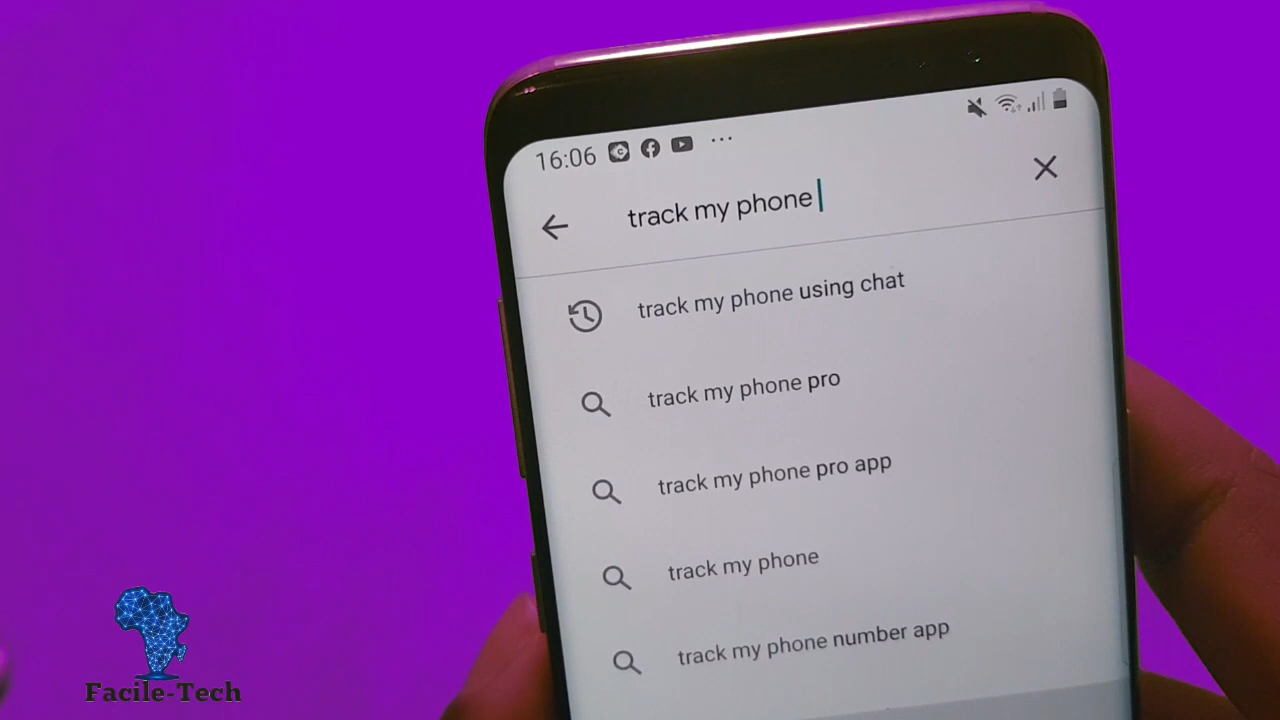 16:06
track my phone
track my phone using chat
track my phone pro
track my phone pro app
track my phone
track my phone number app
Facile-Tech